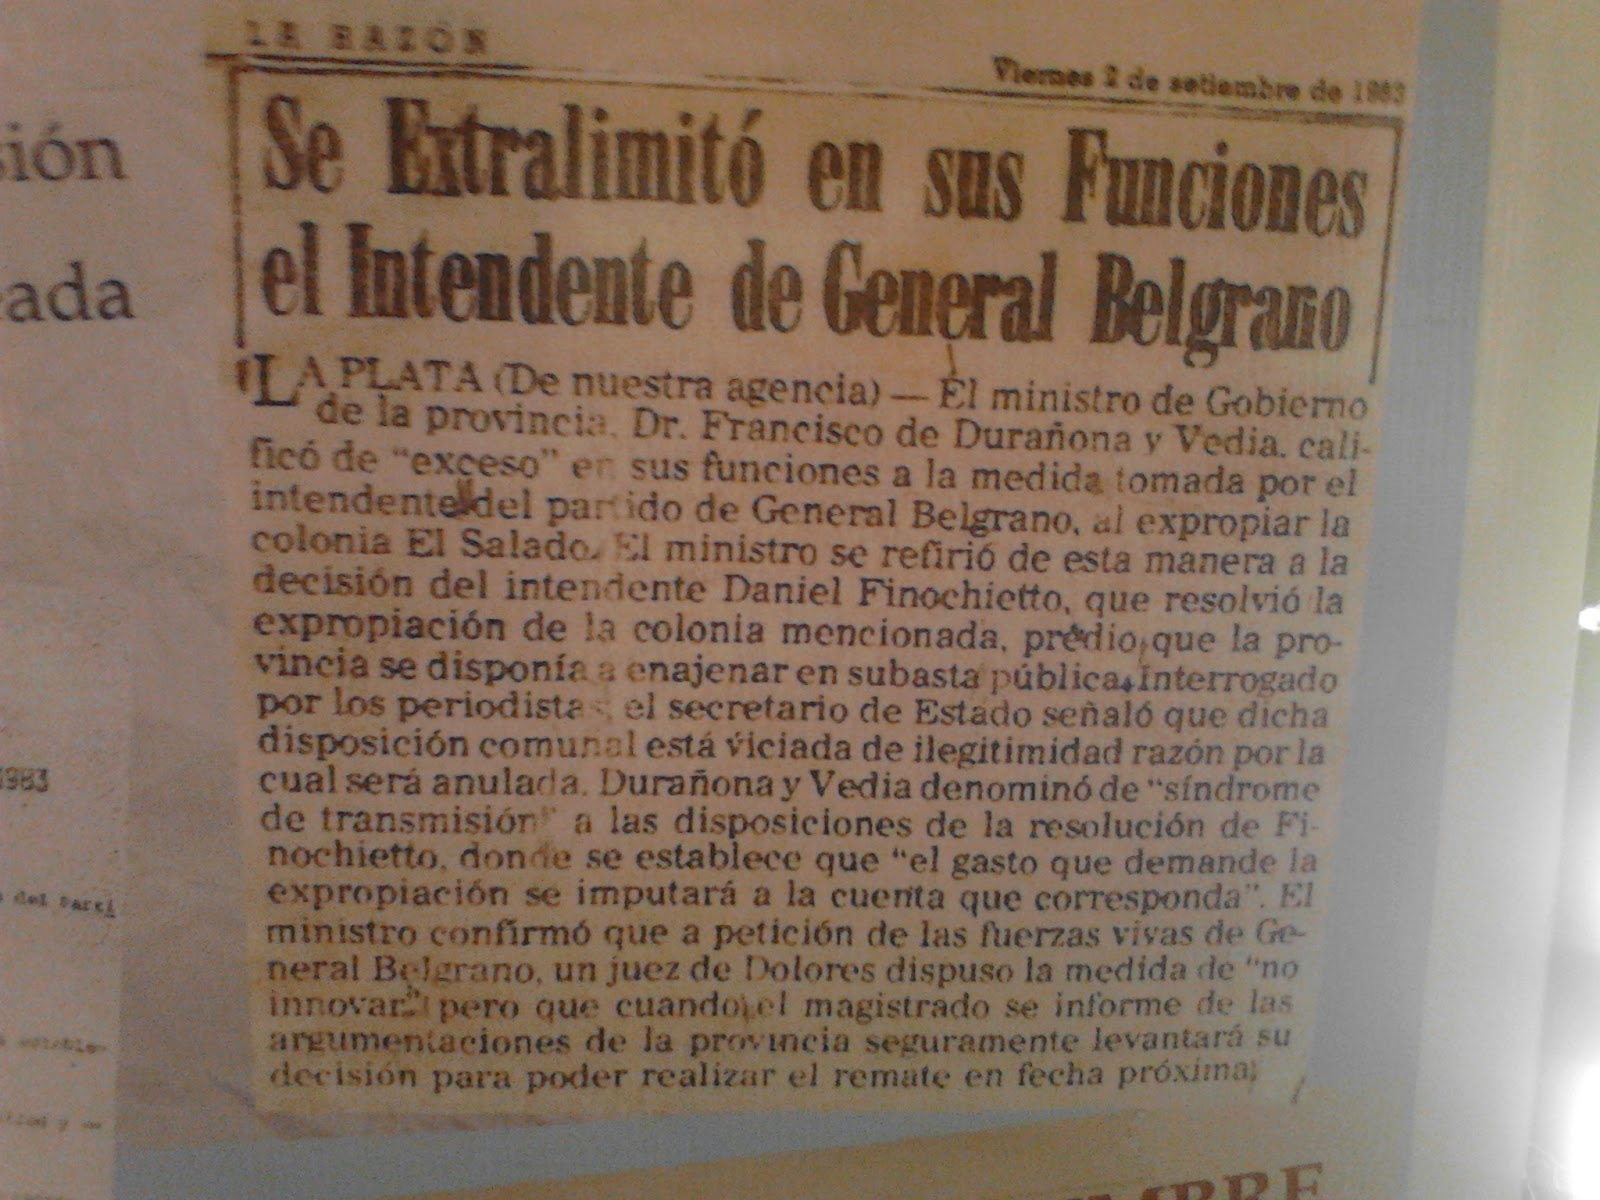 sión
eada
1983
LA RAZÓN
Viernes 2 de setiembre de 1983
Se Extralimitó en sus Funciones
el Intendente de General Belgrano
LA PLATA (De nuestra agencia) — El ministro de Gobierno
de la provincia, Dr. Francisco de Durañona y Vedia, cali-
ficó de "exceso" en sus funciones a la medida tomada por el
intendente del partido de General Belgrano, al expropiar la
colonia El Salado. El ministro se refirió de esta manera a la
decisión del intendente Daniel Finochietto, que resolvió la
expropiación de la colonia mencionada, predio que la pro-
vincia se disponía a enajenar en subasta pública. Interrogado
por los periodistas, el secretario de Estado señaló que dicha
disposición comunal está viciada de ilegitimidad razón por la
cual será anulada. Durañona y Vedia denominó de "síndrome
de transmisión" a las disposiciones de la resolución de Fi-
nochietto, donde se establece que "el gasto que demande la
expropiación se imputará a la cuenta que corresponda". El
ministro confirmó que a petición de las fuerzas vivas de Ge-
neral Belgrano, un juez de Dolores dispuso la medida de "no
innovar" pero que cuando el magistrado se informe de las
argumentaciones de la provincia seguramente levantará su
decisión para poder realizar el remate en fecha próxima.